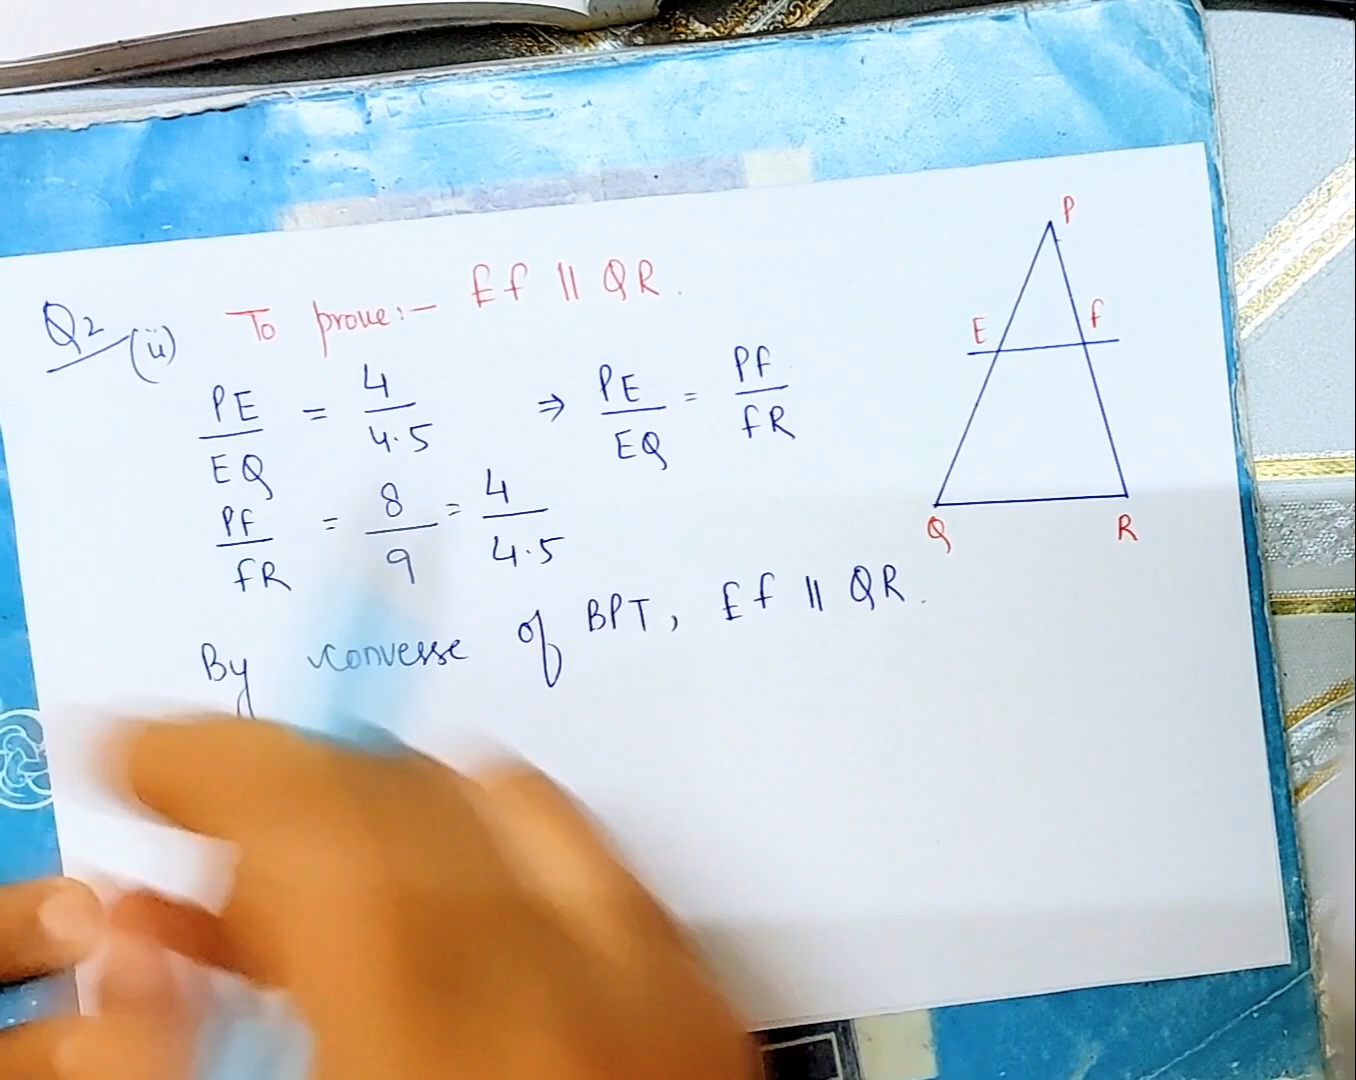 Q2 (ii) To prove:- EF || QR.
PE/EQ = 4/4.5 ⇒ PE/EQ = PF/FR
PF/FR = 8/9 = 4/4.5
By converse of BPT, EF || QR.
P
E F
Q R